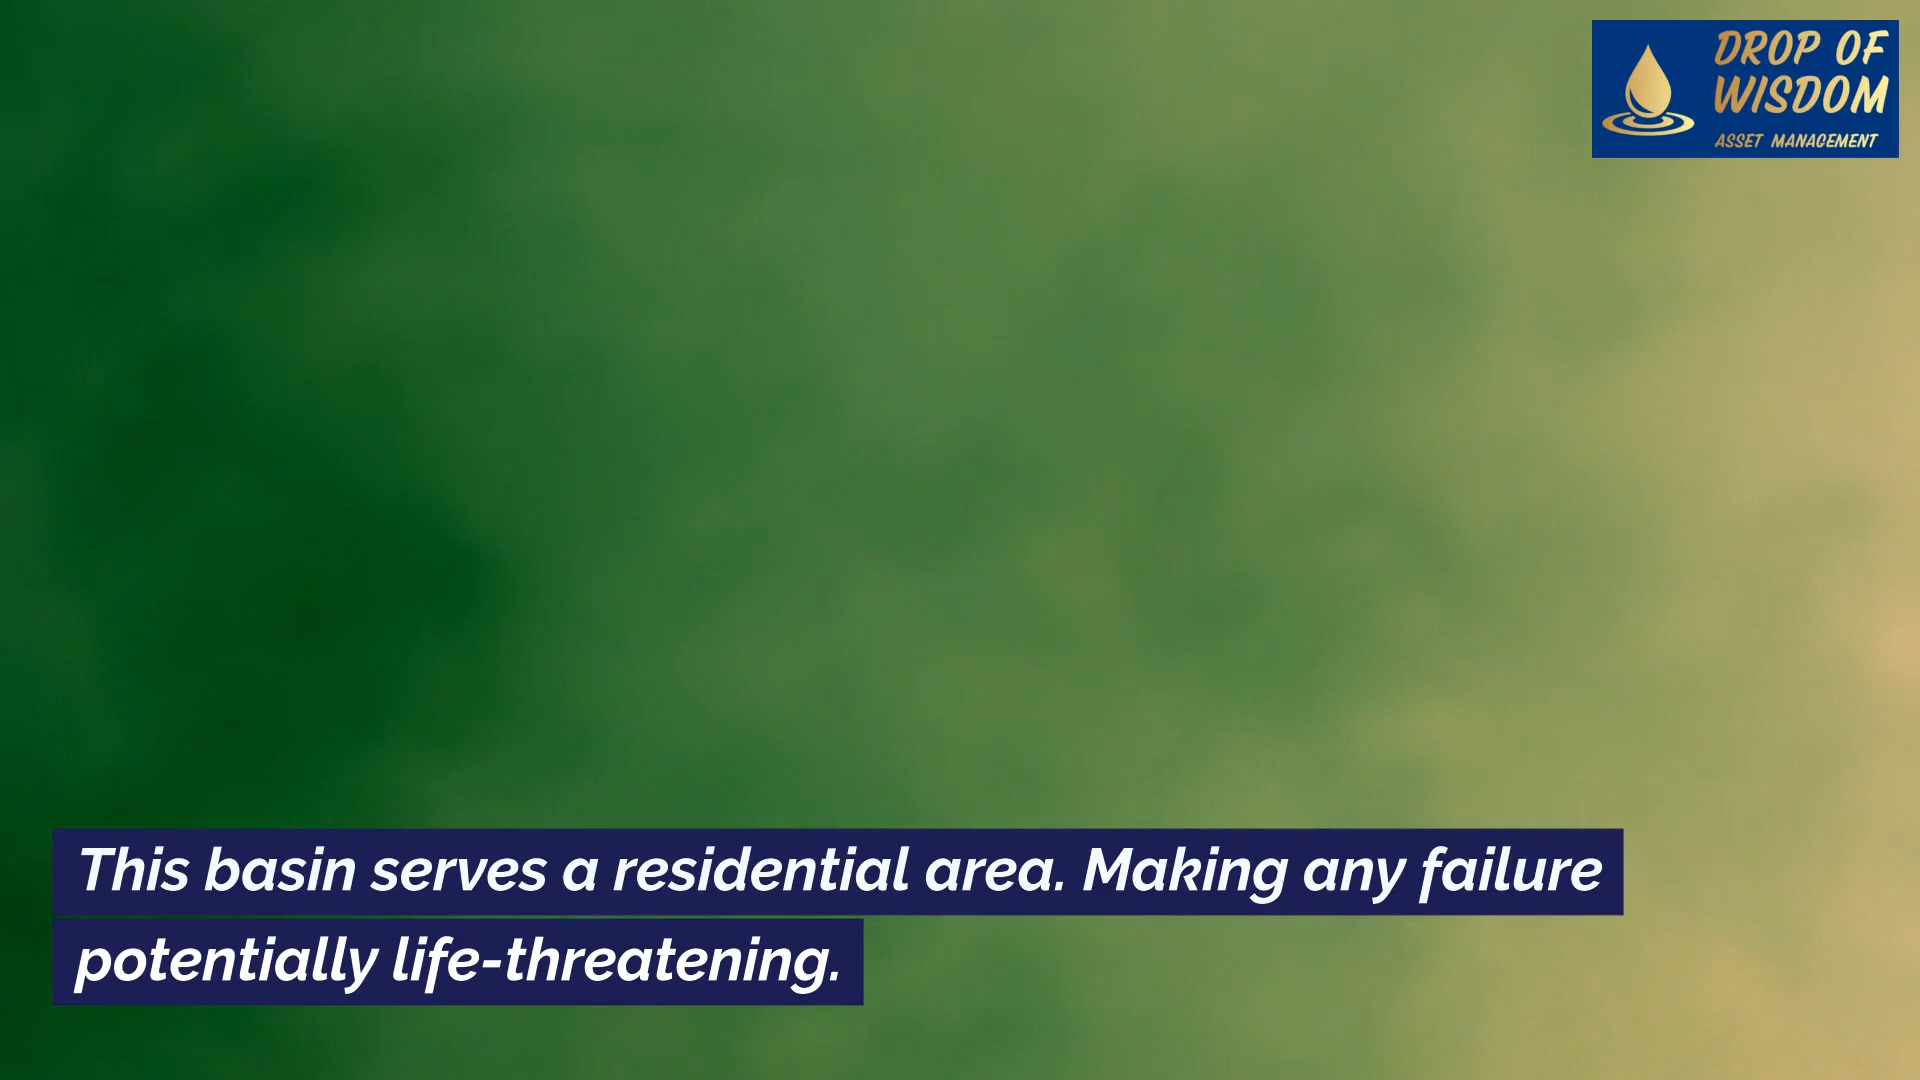 DROP OF
WISDOM
ASSET MANAGEMENT
This basin serves a residential area. Making any failure
potentially life-threatening.